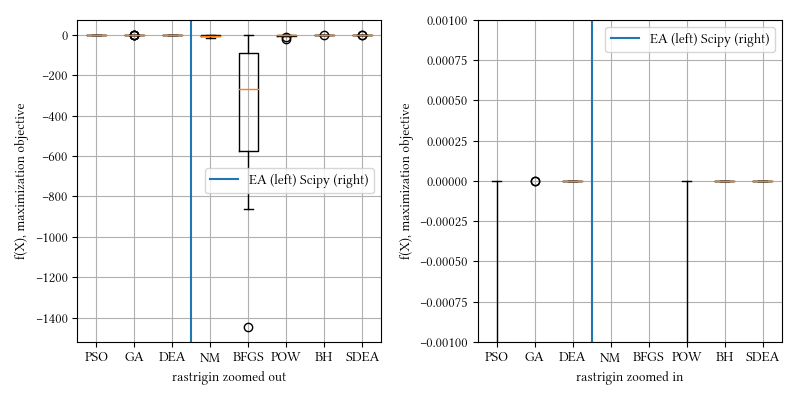 f(X), maximization objective
0
−200
−400
−600
−800
−1000
−1200
−1400
EA (left) Scipy (right)
PSO GA DEA NM BFGS POW BH SDEA
rastrigin zoomed out
f(X), maximization objective
0.00100
0.00075
0.00050
0.00025
0.00000
−0.00025
−0.00050
−0.00075
−0.00100
EA (left) Scipy (right)
PSO GA DEA NM BFGS POW BH SDEA
rastrigin zoomed in